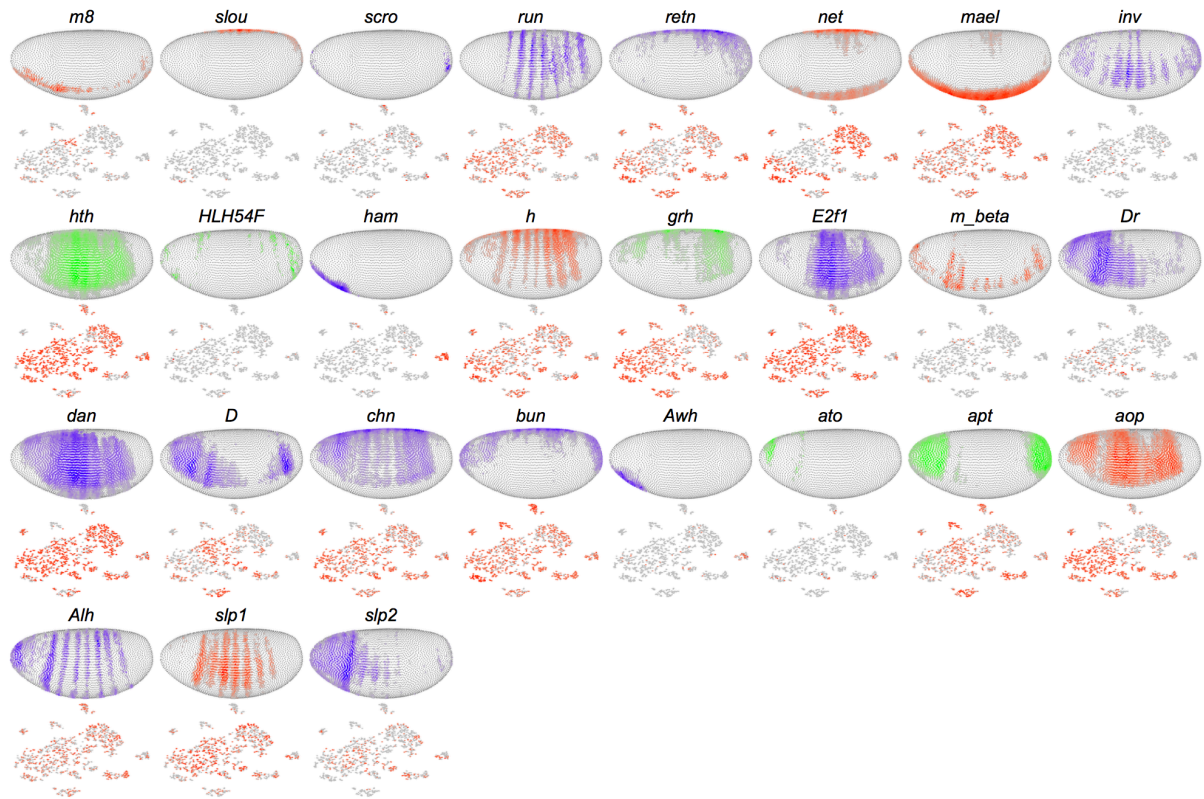 m8 slou scro run retn net mael inv
hth HLH54F ham h grh E2f1 m_beta Dr
dan D chn bun Awh ato apt aop
Alh slp1 slp2